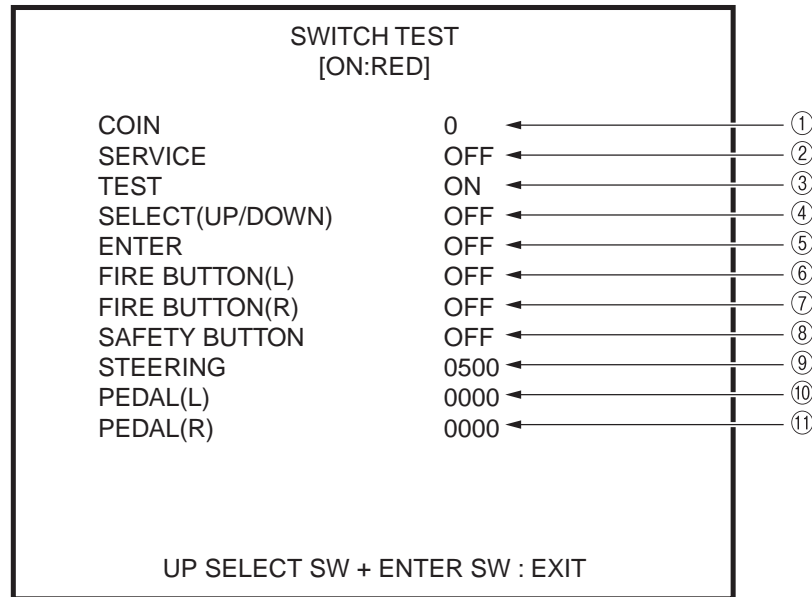 SWITCH TEST
[ON:RED]
COIN 0 ①
SERVICE OFF ②
TEST ON ③
SELECT(UP/DOWN) OFF ④
ENTER OFF ⑤
FIRE BUTTON(L) OFF ⑥
FIRE BUTTON(R) OFF ⑦
SAFETY BUTTON OFF ⑧
STEERING 0500 ⑨
PEDAL(L) 0000 ⑩
PEDAL(R) 0000 ⑪
UP SELECT SW + ENTER SW : EXIT